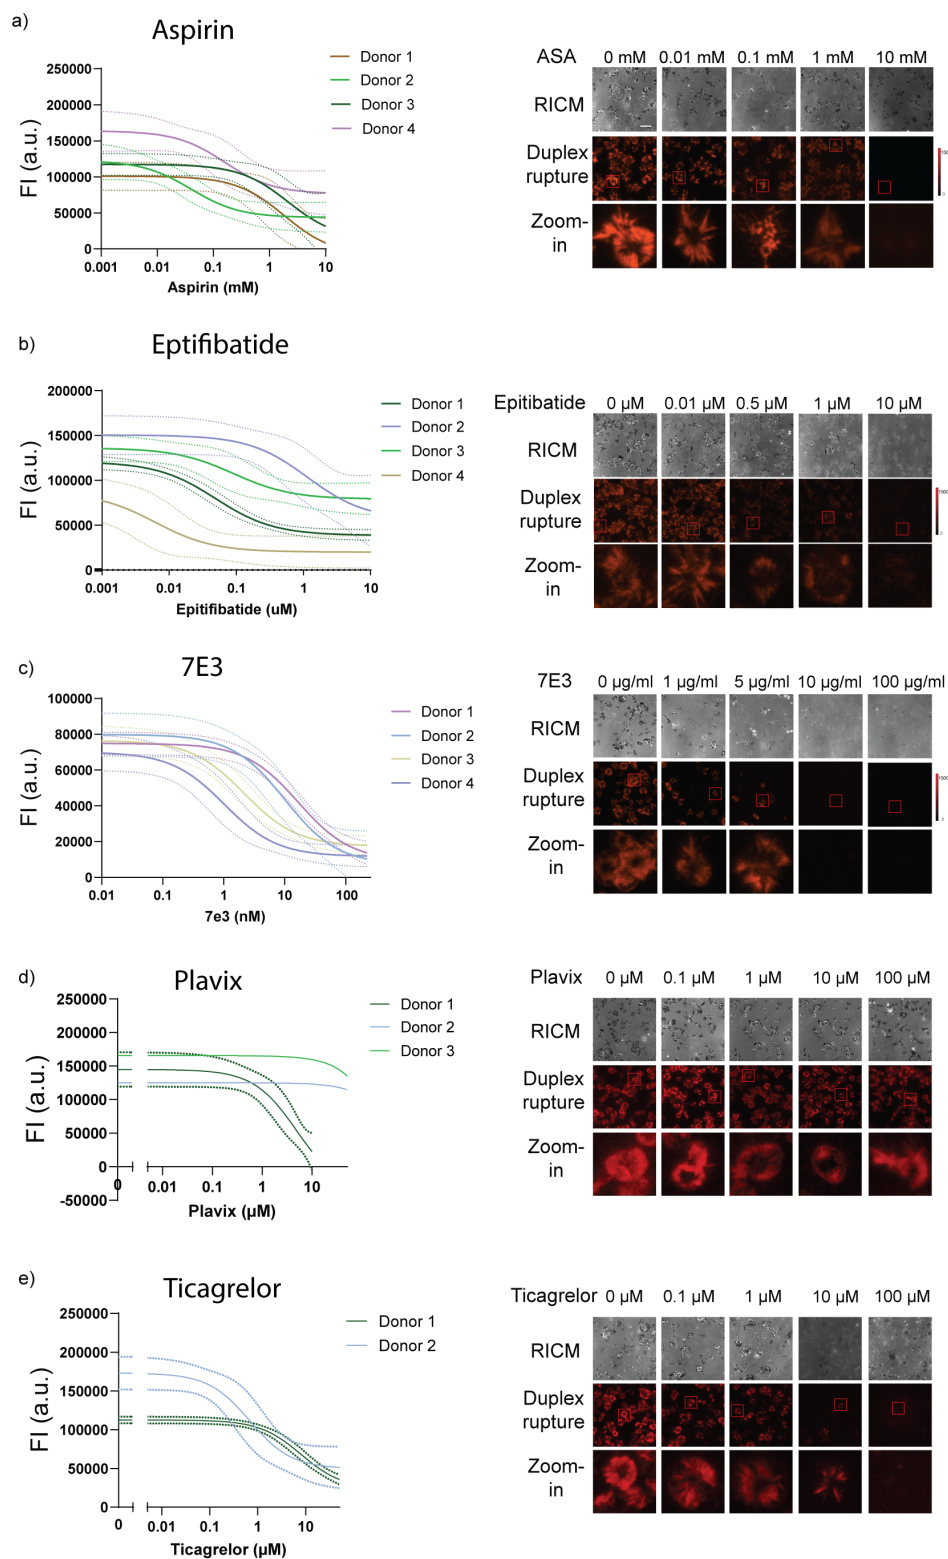 a)
Aspirin
FI (a.u.)
250000
200000
150000
100000
50000
0
0.001 0.01 0.1 1 10
Aspirin (mM)
Donor 1
Donor 2
Donor 3
Donor 4
ASA 0 mM 0.01 mM 0.1 mM 1 mM 10 mM
RICM
Duplex
rupture
Zoom-
in
0
b)
Eptifibatide
FI (a.u.)
200000
150000
100000
50000
0
0.001 0.01 0.1 1 10
Epitifibatide (uM)
Donor 1
Donor 2
Donor 3
Donor 4
Epitibatide 0 µM 0.01 µM 0.5 µM 1 µM 10 µM
RICM
Duplex
rupture
Zoom-
in
1500
0
c)
7E3
FI (a.u.)
100000
80000
60000
40000
20000
0
0.01 0.1 1 10 100
7e3 (nM)
Donor 1
Donor 2
Donor 3
Donor 4
7E3 0 µg/ml 1 µg/ml 5 µg/ml 10 µg/ml 100 µg/ml
RICM
Duplex
rupture
Zoom-
in
1500
0
d)
Plavix
FI (a.u.)
250000
200000
150000
100000
50000
0
-50000
0 0.01 0.1 1 10
Plavix (µM)
Donor 1
Donor 2
Donor 3
Plavix 0 µM 0.1 µM 1 µM 10 µM 100 µM
RICM
Duplex
rupture
Zoom-
in
e)
Ticagrelor
FI (a.u.)
250000
200000
150000
100000
50000
0
0 0.01 0.1 1 10
Ticagrelor (µM)
Donor 1
Donor 2
Ticagrelor 0 µM 0.1 µM 1 µM 10 µM 100 µM
RICM
Duplex
rupture
Zoom-
in